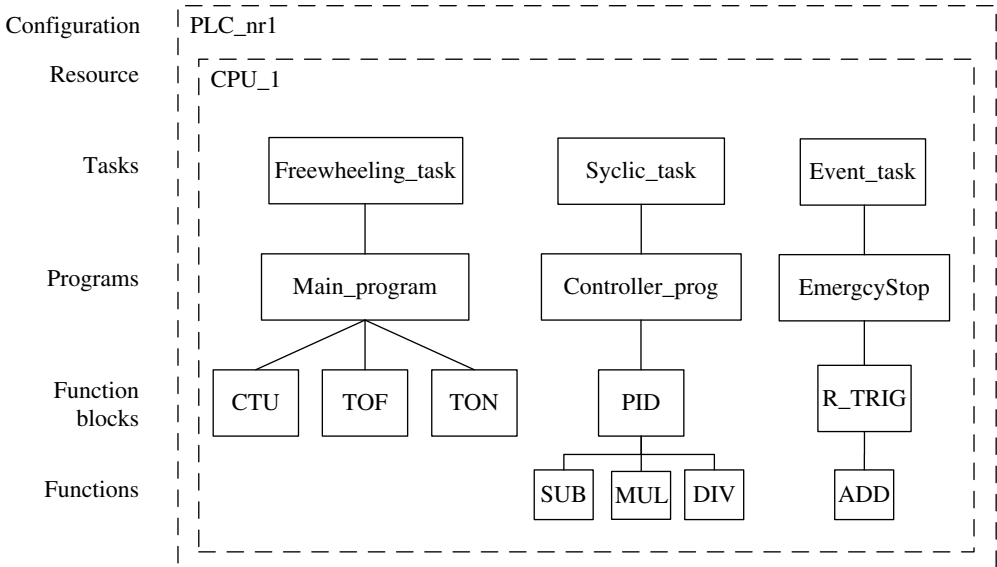 Configuration
PLC_nr1
Resource
CPU_1
Tasks
Freewheeling_task
Syclic_task
Event_task
Programs
Main_program
Controller_prog
EmergcyStop
Function
blocks
CTU
TOF
TON
PID
R_TRIG
Functions
SUB
MUL
DIV
ADD